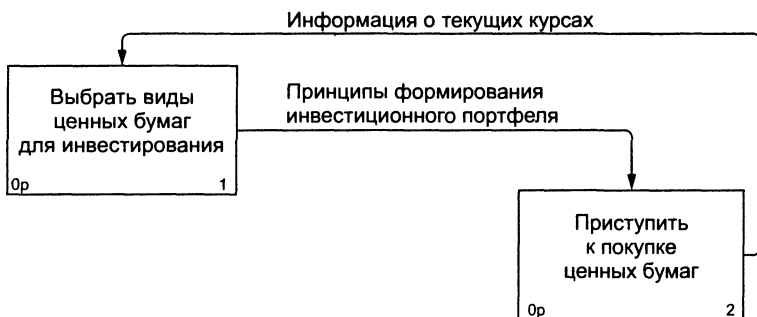 Информация о текущих курсах
Выбрать виды
ценных бумаг
для инвестирования
0р 1
Принципы формирования
инвестиционного портфеля
Приступить
к покупке
ценных бумаг
0р 2